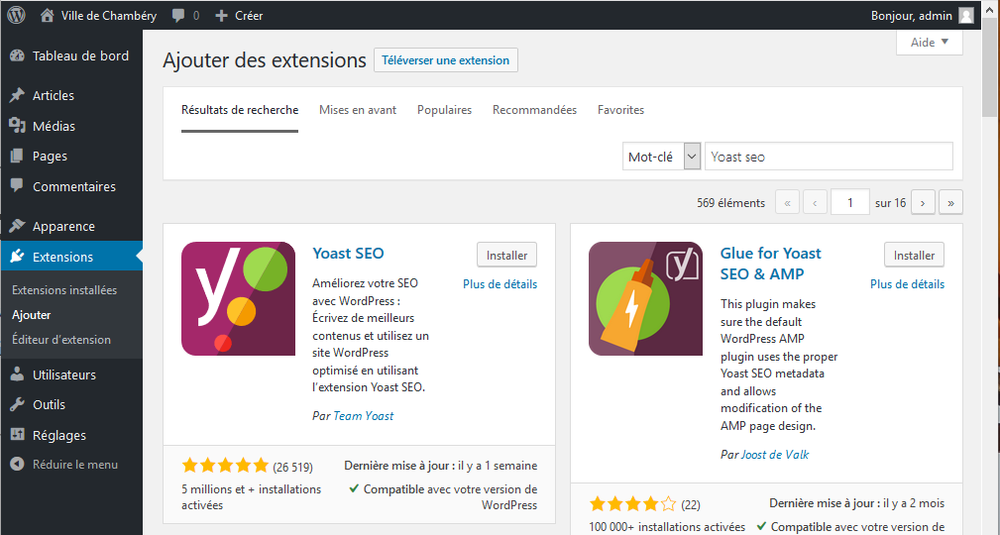 Ville de Chambéry 0 Créer Bonjour, admin
Aide
Tableau de bord
Articles
Médias
Pages
Commentaires
Apparence
Extensions
Extensions installées
Ajouter
Éditeur d'extension
Utilisateurs
Outils
Réglages
Réduire le menu
Ajouter des extensions Téléverser une extension
Résultats de recherche Mises en avant Populaires Recommandées Favorites
Mot-clé Yoast seo
569 éléments « ‹ 1 sur 16 › »
Yoast SEO
Installer
Plus de détails
Améliorez votre SEO
avec WordPress :
Écrivez de meilleurs
contenus et utilisez un
site WordPress
optimisé en utilisant
l'extension Yoast SEO.
Par Team Yoast
(26 519)
5 millions et + installations
activées
Dernière mise à jour : il y a 1 semaine
Compatible avec votre version de
WordPress
Glue for Yoast
SEO & AMP
Installer
Plus de détails
This plugin makes
sure the default
WordPress AMP
plugin uses the proper
Yoast SEO metadata
and allows
modification of the
AMP page design.
Par Joost de Valk
(22)
100 000+ installations activées
Dernière mise à jour : il y a 2 mois
Compatible avec votre version de